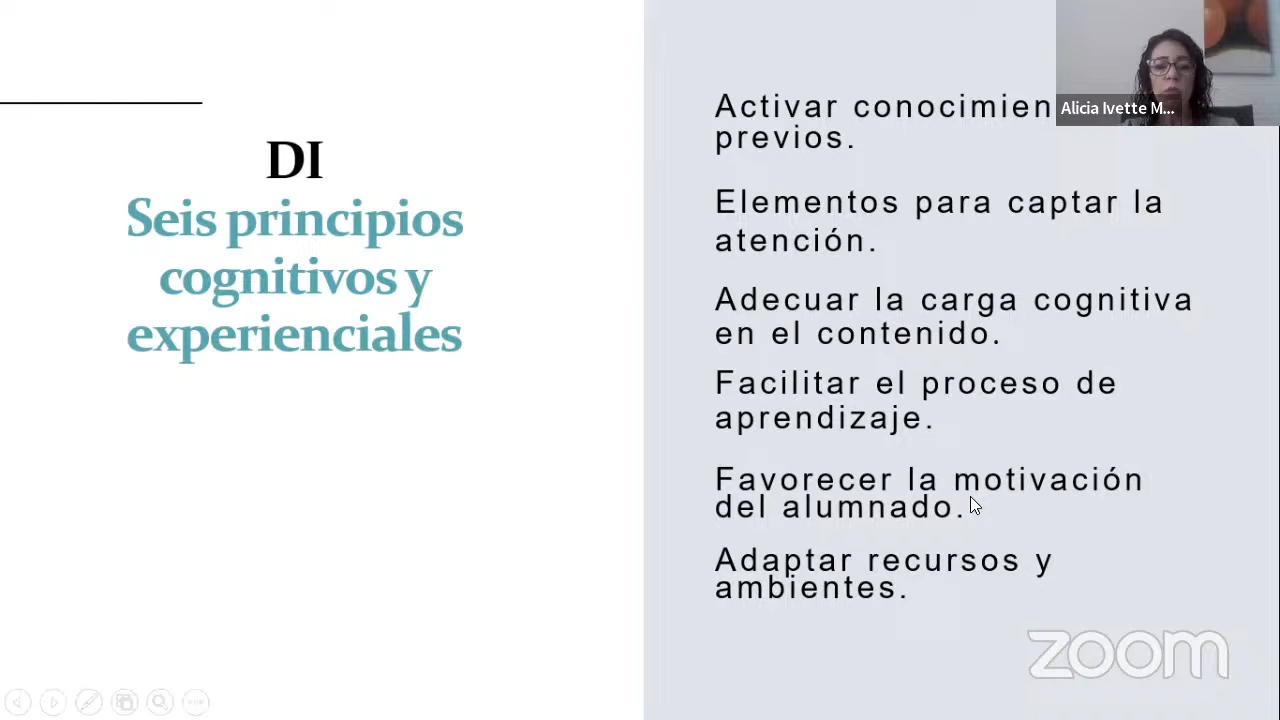 DI
Seis principios
cognitivos y
experienciales
Activar conocimien
previos.
Elementos para captar la
atención.
Adecuar la carga cognitiva
en el contenido.
Facilitar el proceso de
aprendizaje.
Favorecer la motivación
del alumnado.
Adaptar recursos y
ambientes.
Alicia Ivette M...
zoom